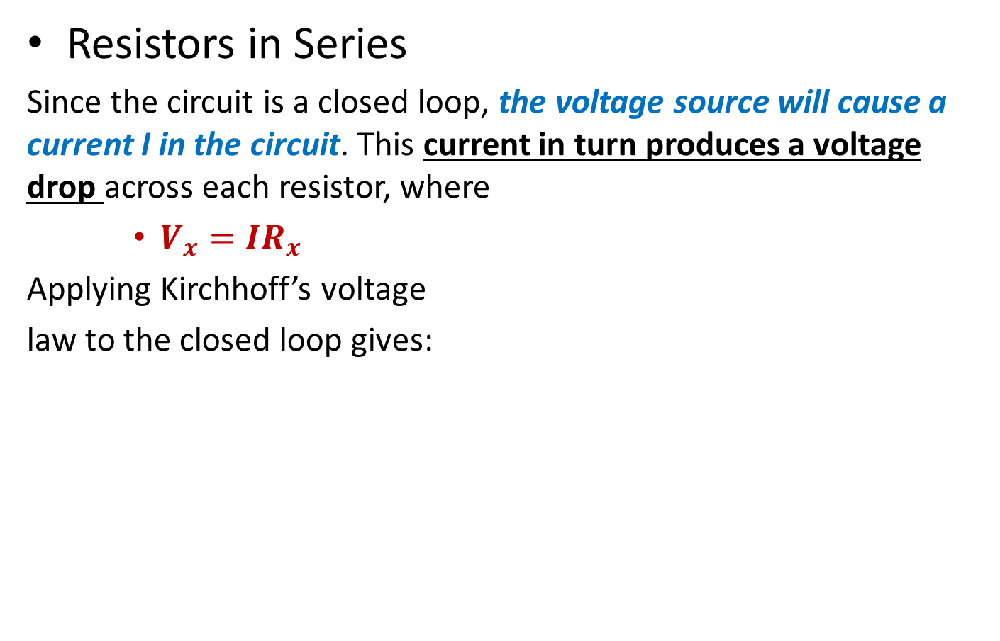 • Resistors in Series
Since the circuit is a closed loop, the voltage source will cause a
current I in the circuit. This current in turn produces a voltage
drop across each resistor, where
• Vₓ = IRₓ
Applying Kirchhoff’s voltage
law to the closed loop gives: